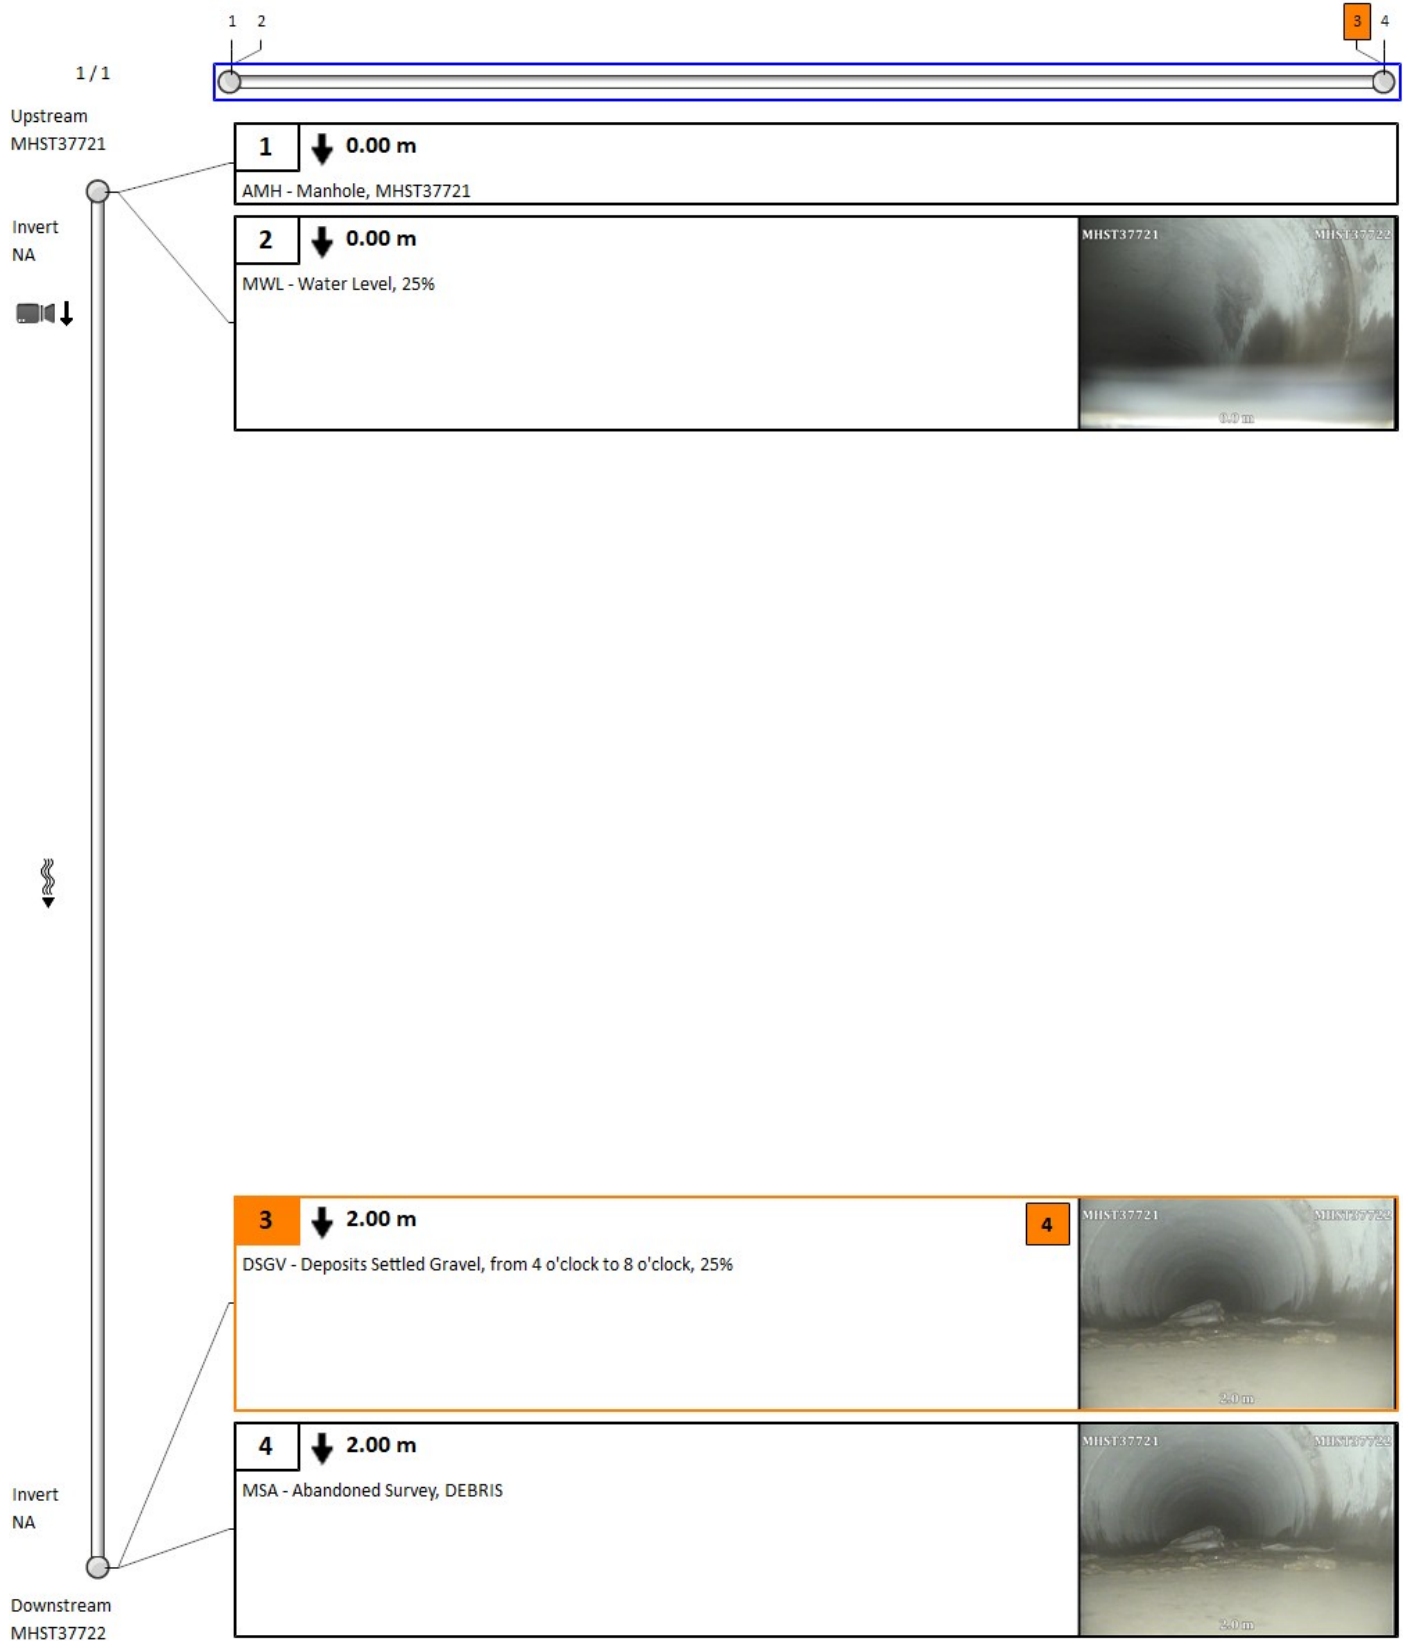 1 2 3 4
1 / 1
Upstream
MHST37721
1 0.00 m
AMH - Manhole, MHST37721
Invert
NA
2 0.00 m
MWL - Water Level, 25%
MHST37721 MHST37722
0.0 m
3 2.00 m 4
DSGV - Deposits Settled Gravel, from 4 o'clock to 8 o'clock, 25%
MHST37721 MHST37722
2.0 m
4 2.00 m
MSA - Abandoned Survey, DEBRIS
MHST37721 MHST37722
2.0 m
Invert
NA
Downstream
MHST37722